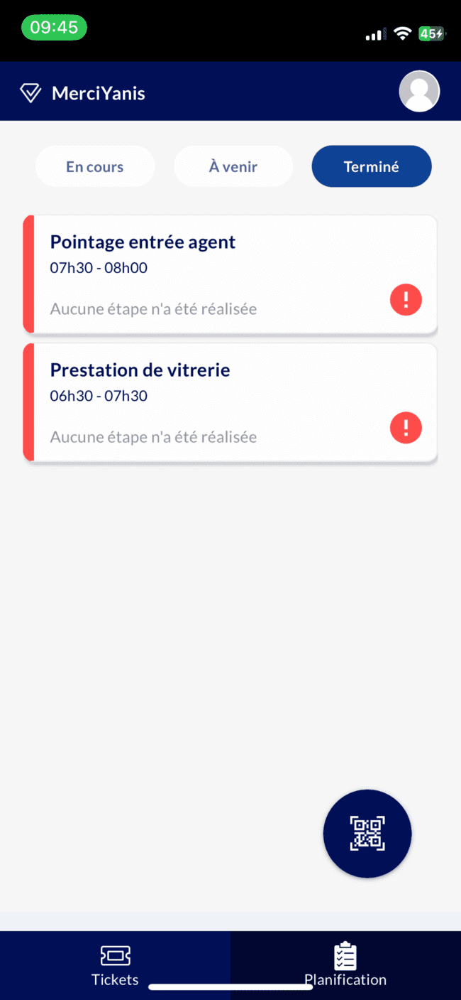 09:45
45
MerciYanis
En cours
À venir
Terminé
Pointage entrée agent
07h30 - 08h00
Aucune étape n'a été réalisée
!
Prestation de vitrerie
06h30 - 07h30
Aucune étape n'a été réalisée
!
Tickets
Planification